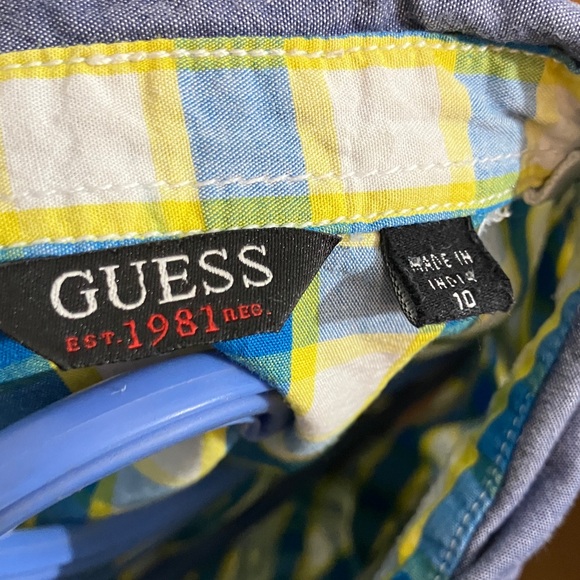 GUESS
EST. 1981 REG.
MADE IN
INDIA
10